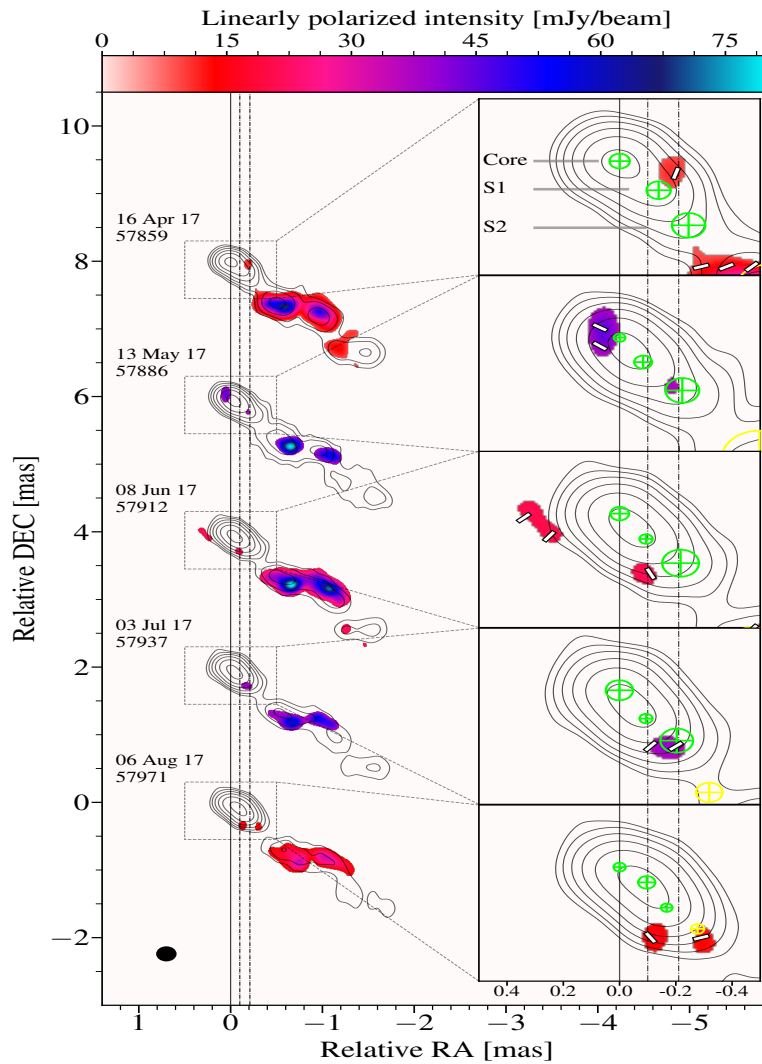 Linearly polarized intensity [mJy/beam]
0 15 30 45 60 75
10
8
6
4
2
0
−2
Relative DEC [mas]
16 Apr 17
57859
13 May 17
57886
08 Jun 17
57912
03 Jul 17
57937
06 Aug 17
57971
Core
S1
S2
0.4 0.2 0.0 -0.2 -0.4
1 0 −1 −2 −3 −4 −5
Relative RA [mas]